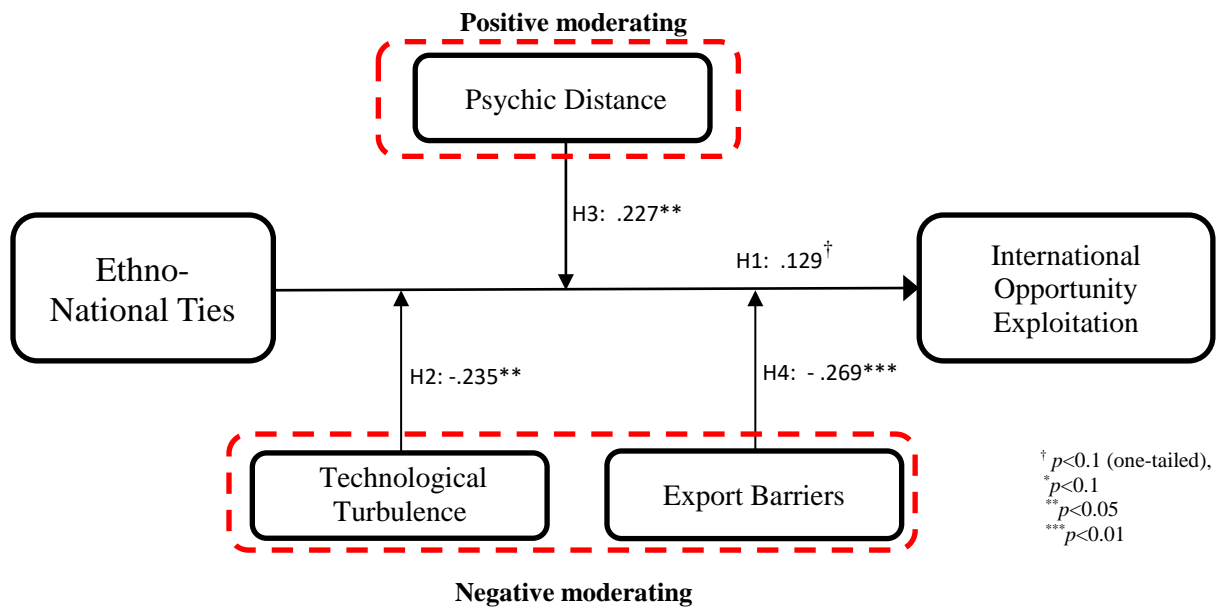 Positive moderating
Psychic Distance
H3:  .227**
Ethno-
National Ties
H1:  .129†
International
Opportunity
Exploitation
H2: -.235**
H4:  - .269***
Technological
Turbulence
Export Barriers
† p<0.1 (one-tailed),
*p<0.1
**p<0.05
***p<0.01
Negative moderating